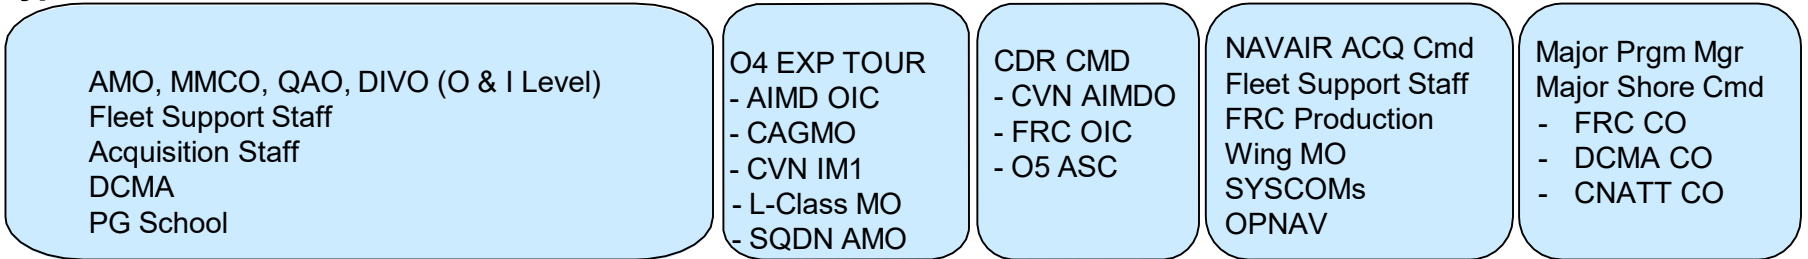 AMO, MMCO, QAO, DIVO (O & I Level)
Fleet Support Staff
Acquisition Staff
DCMA
PG School
O4 EXP TOUR
- AIMD OIC
- CAGMO
- CVN IM1
- L-Class MO
- SQDN AMO
CDR CMD
- CVN AIMDO
- FRC OIC
- O5 ASC
NAVAIR ACQ Cmd
Fleet Support Staff
FRC Production
Wing MO
SYSCOMs
OPNAV
Major Prgm Mgr
Major Shore Cmd
- FRC CO
- DCMA CO
- CNATT CO